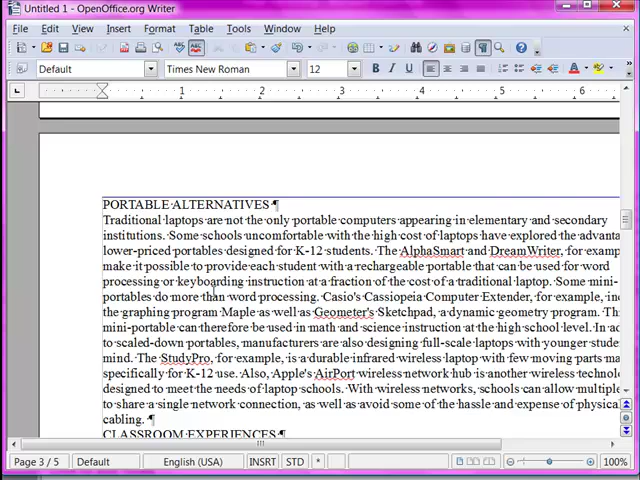 Untitled 1 - OpenOffice.org Writer
File Edit View Insert Format Table Tools Window Help
Default Times New Roman 12 B I U A
1 2 3 4 5 6
PORTABLE·ALTERNATIVES·¶
Traditional·laptops·are·not·the·only·portable·computers·appearing·in·elementary·and·secondary
institutions.·Some·schools·uncomfortable·with·the·high·cost·of·laptops·have·explored·the·advanta
lower-priced·portables·designed·for·K-12·students.·The·AlphaSmart·and·DreamWriter,·for·examp
make·it·possible·to·provide·each·student·with·a·rechargeable·portable·that·can·be·used·for·word
processing·or·keyboarding·instruction·at·a·fraction·of·the·cost·of·a·traditional·laptop.·Some·mini-
portables·do·more·than·word·processing.·Casio's·Cassiopeia·Computer·Extender,·for·example,·inc
the·graphing·program·Maple·as·well·as·Geometer's·Sketchpad,·a·dynamic·geometry·program.·Th
mini-portable·can·therefore·be·used·in·math·and·science·instruction·at·the·high·school·level.·In·ad
to·scaled-down·portables,·manufacturers·are·also·designing·full-scale·laptops·with·younger·stude
mind.·The·StudyPro,·for·example,·is·a·durable·infrared·wireless·laptop·with·few·moving·parts·ma
specifically·for·K-12·use.·Also,·Apple's·AirPort·wireless·network·hub·is·another·wireless·technolo
designed·to·meet·the·needs·of·laptop·schools.·With·wireless·networks,·schools·can·allow·multiple
to·share·a·single·network·connection,·as·well·as·avoid·some·of·the·hassle·and·expense·of·physica
cabling.·¶
CLASSROOM·EXPERIENCES·¶
Page 3 / 5 Default English (USA) INSRT STD * 100%